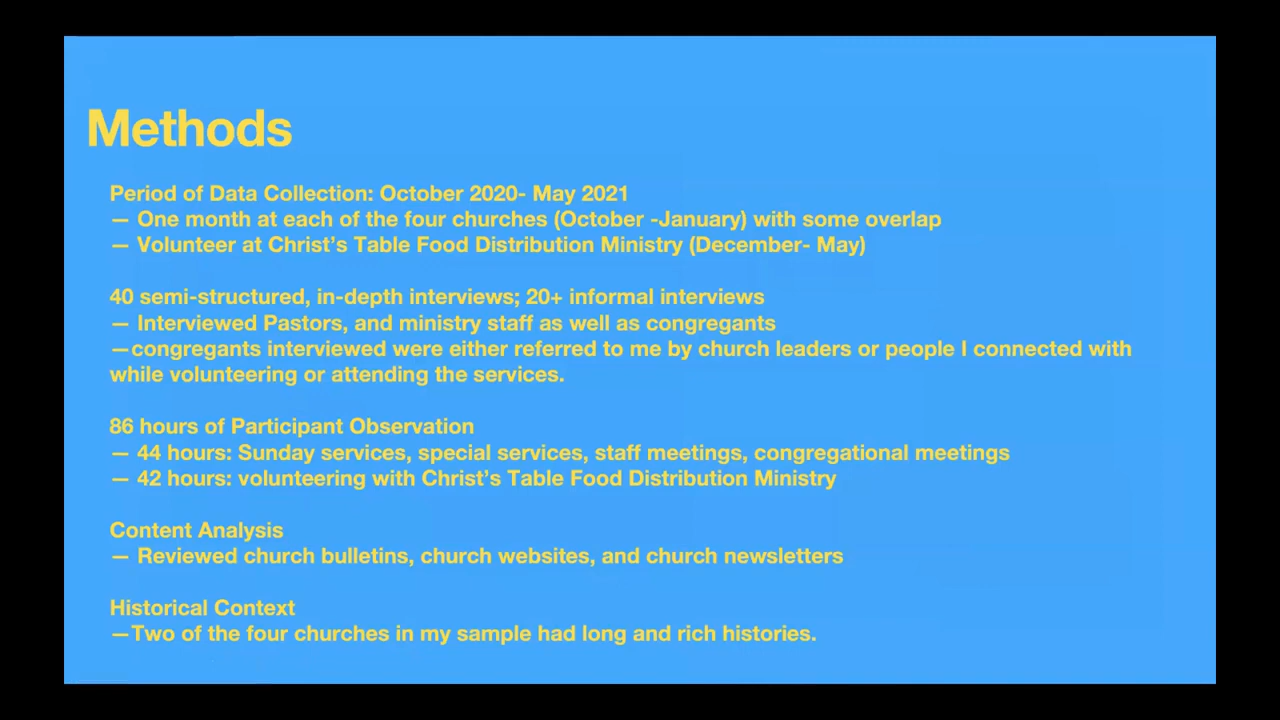 Methods
Period of Data Collection: October 2020- May 2021
— One month at each of the four churches (October -January) with some overlap
— Volunteer at Christ’s Table Food Distribution Ministry (December- May)
40 semi-structured, in-depth interviews; 20+ informal interviews
— Interviewed Pastors, and ministry staff as well as congregants
—congregants interviewed were either referred to me by church leaders or people I connected with
while volunteering or attending the services.
86 hours of Participant Observation
— 44 hours: Sunday services, special services, staff meetings, congregational meetings
— 42 hours: volunteering with Christ’s Table Food Distribution Ministry
Content Analysis
— Reviewed church bulletins, church websites, and church newsletters
Historical Context
—Two of the four churches in my sample had long and rich histories.